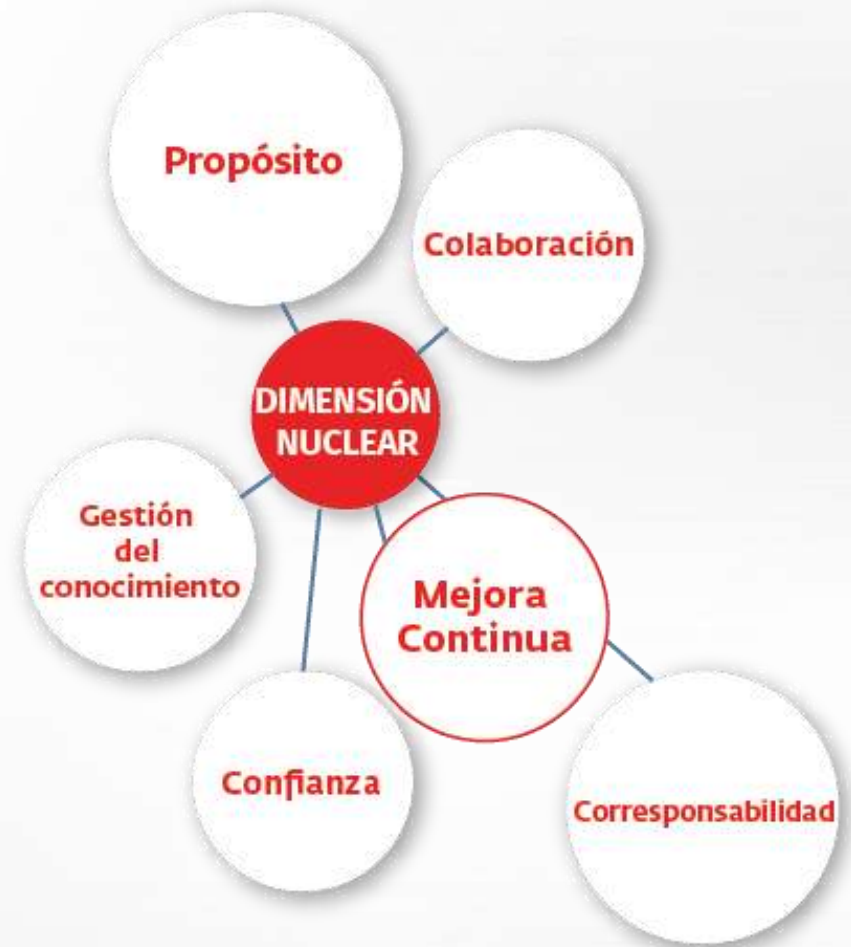 Propósito
Colaboración
DIMENSIÓN
NUCLEAR
Gestión
del
conocimiento
Mejora
Continua
Confianza
Corresponsabilidad